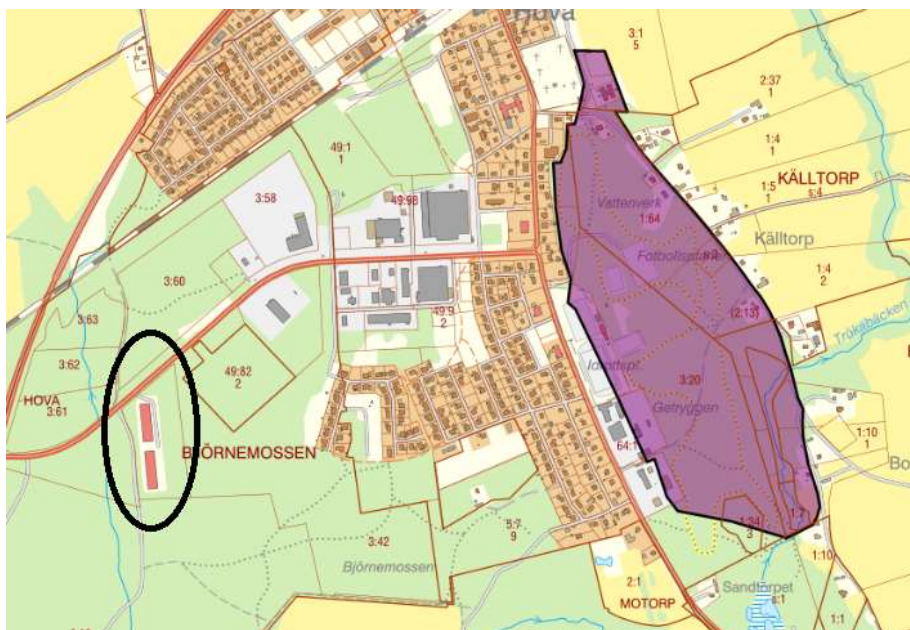 Hova
3:1
5
2:37
1
49:1
1
1:4
1
KÄLLTORP
s:4
1:5
1
3:58
49:98
Vattenverk
1:64
Källtorp
Fotbollsplaner
3:60
1:4
2
(2:13)
49:9
2
3:63
Trökabäcken
3:62
49:82
2
Idrottspl.
3:20
HOVA
3:61
Getryggen
BJÖRNEMOSSEN
64:1
1:10
1
1:34
3
1:7
5:7
9
3:42
Björnemossen
1:10
2:1
MOTORP
Sandtorpet
1:1